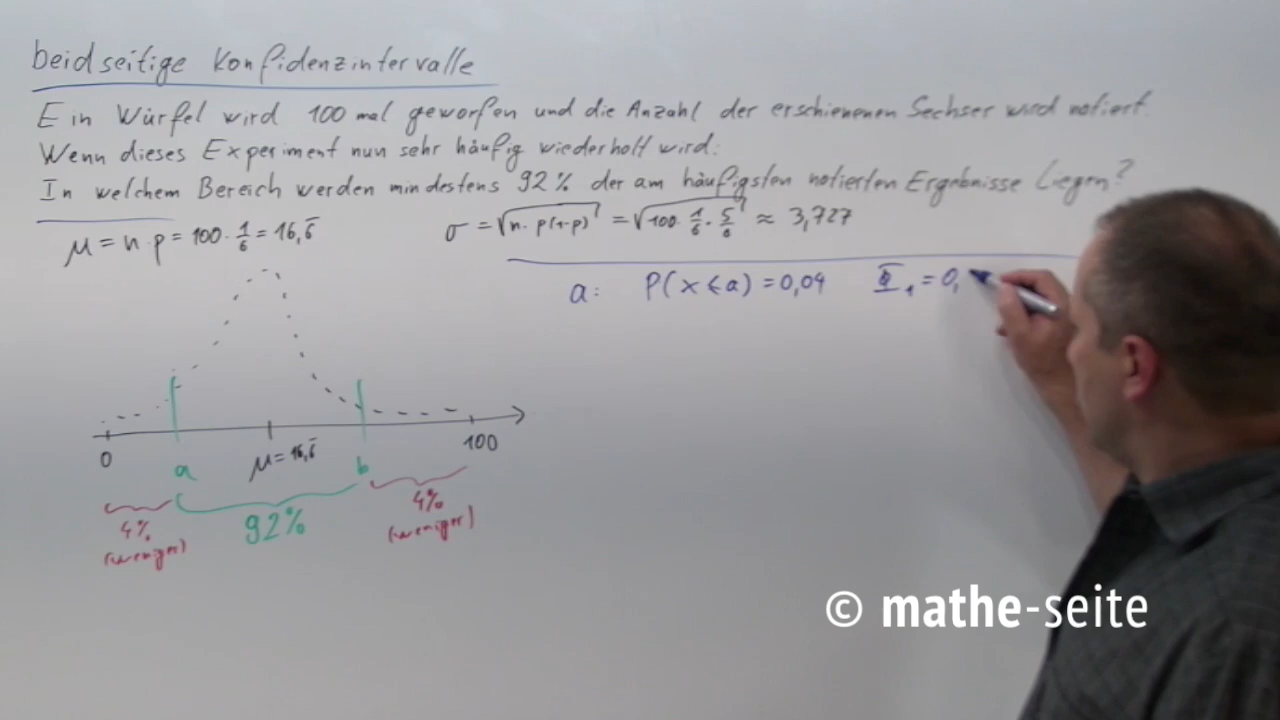 beidseitige Konfidenzintervalle
Ein Würfel wird 100 mal geworfen und die Anzahl der erschienenen Sechser wird notiert.
Wenn dieses Experiment nun sehr häufig wiederholt wird:
In welchem Bereich werden mindestens 92% der am häufigsten notierten Ergebnisse liegen?
μ = n·p = 100·1/6 = 16,6̄
σ = √(n·p(1-p)) = √(100·1/6·5/6) ≈ 3,727
a: P(x≤a) = 0,04 Φ₁ = 0,
0 μ = 16,6̄ 100
a b
4% 92% 4%
(weniger) (weniger)
© mathe-seite